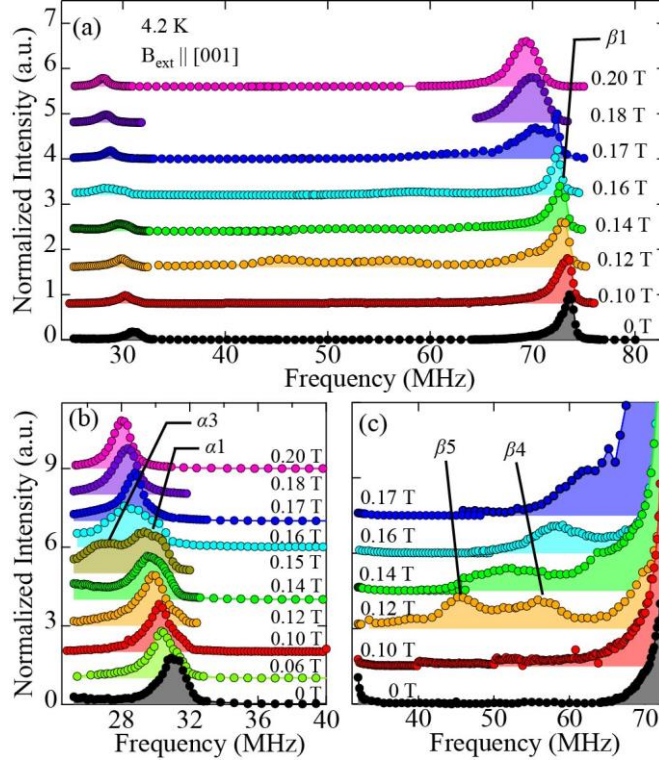 (a)
4.2 K
B_ext || [001]
β1
Normalized Intensity (a.u.)
7
6
5
4
3
2
1
0
0.20 T
0.18 T
0.17 T
0.16 T
0.14 T
0.12 T
0.10 T
0 T
30 40 50 60 70 80
Frequency (MHz)
(b)
α3
α1
Normalized Intensity (a.u.)
9
6
3
0
0.20 T
0.18 T
0.17 T
0.16 T
0.15 T
0.14 T
0.12 T
0.10 T
0.06 T
0 T
28 32 36 40
Frequency (MHz)
(c)
β5
β4
0.17 T
0.16 T
0.14 T
0.12 T
0.10 T
0 T
40 50 60 70
Frequency (MHz)